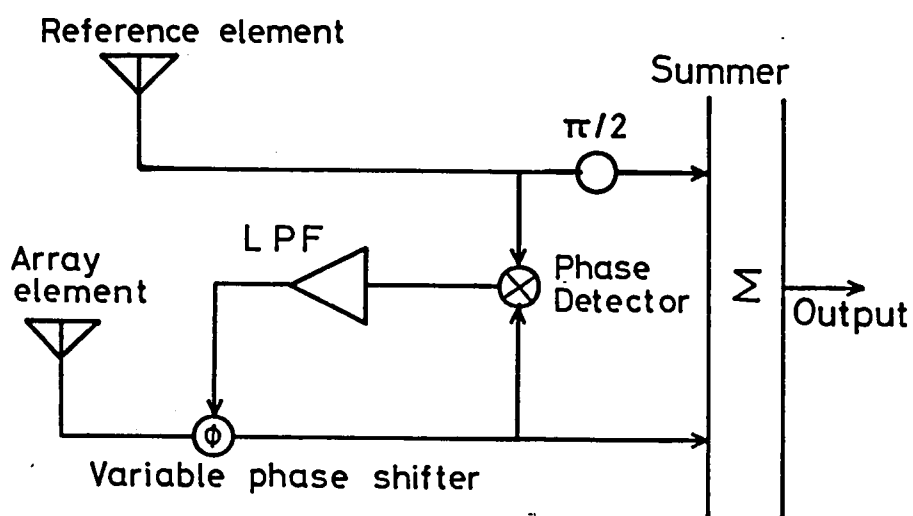 Reference element
Summer
π/2
LPF
Array
element
Phase
Detector
Σ
Output
ϕ
Variable phase shifter